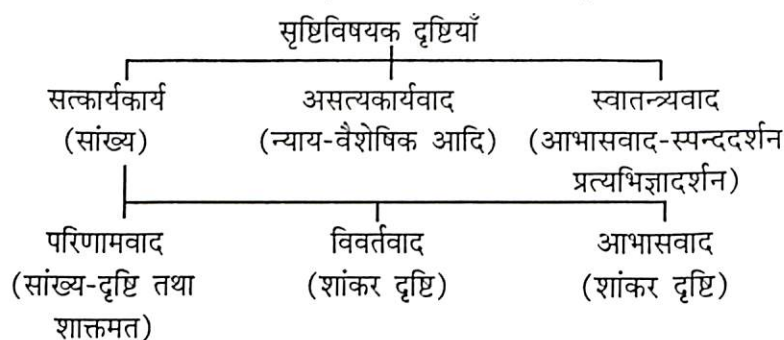 सृष्टिविषयक दृष्टियाँ
सत्कार्यकार्य असत्यकार्यवाद स्वातन्त्र्यवाद
(सांख्य) (न्याय-वैशेषिक आदि) (आभासवाद-स्पन्ददर्शन
प्रत्यभिज्ञादर्शन)
परिणामवाद विवर्तवाद आभासवाद
(सांख्य-दृष्टि तथा (शांकर दृष्टि) (शांकर दृष्टि)
शाक्तमत)